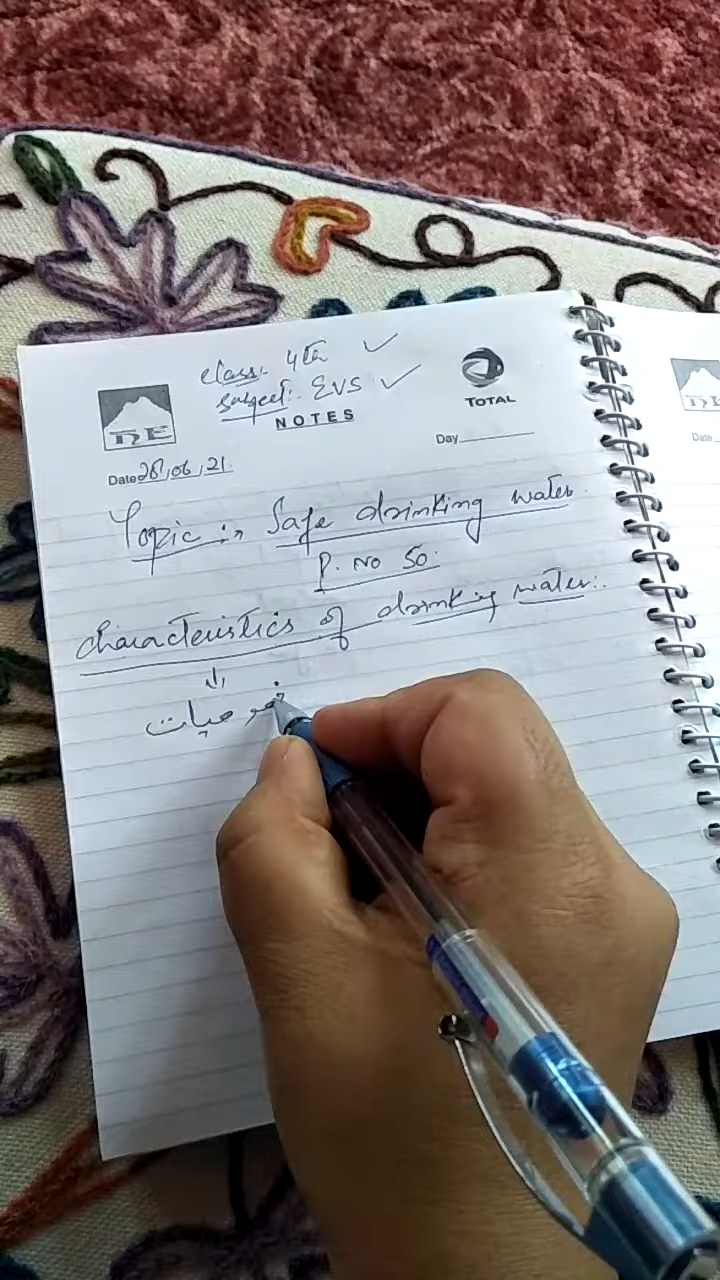 Class: 4th
Subject:- EVS
NOTES
TOTAL
Day
Date 28/06/21
Topic :- Safe drinking water
P. No 50.
Characteristics of drinking water:-
خصوصیات